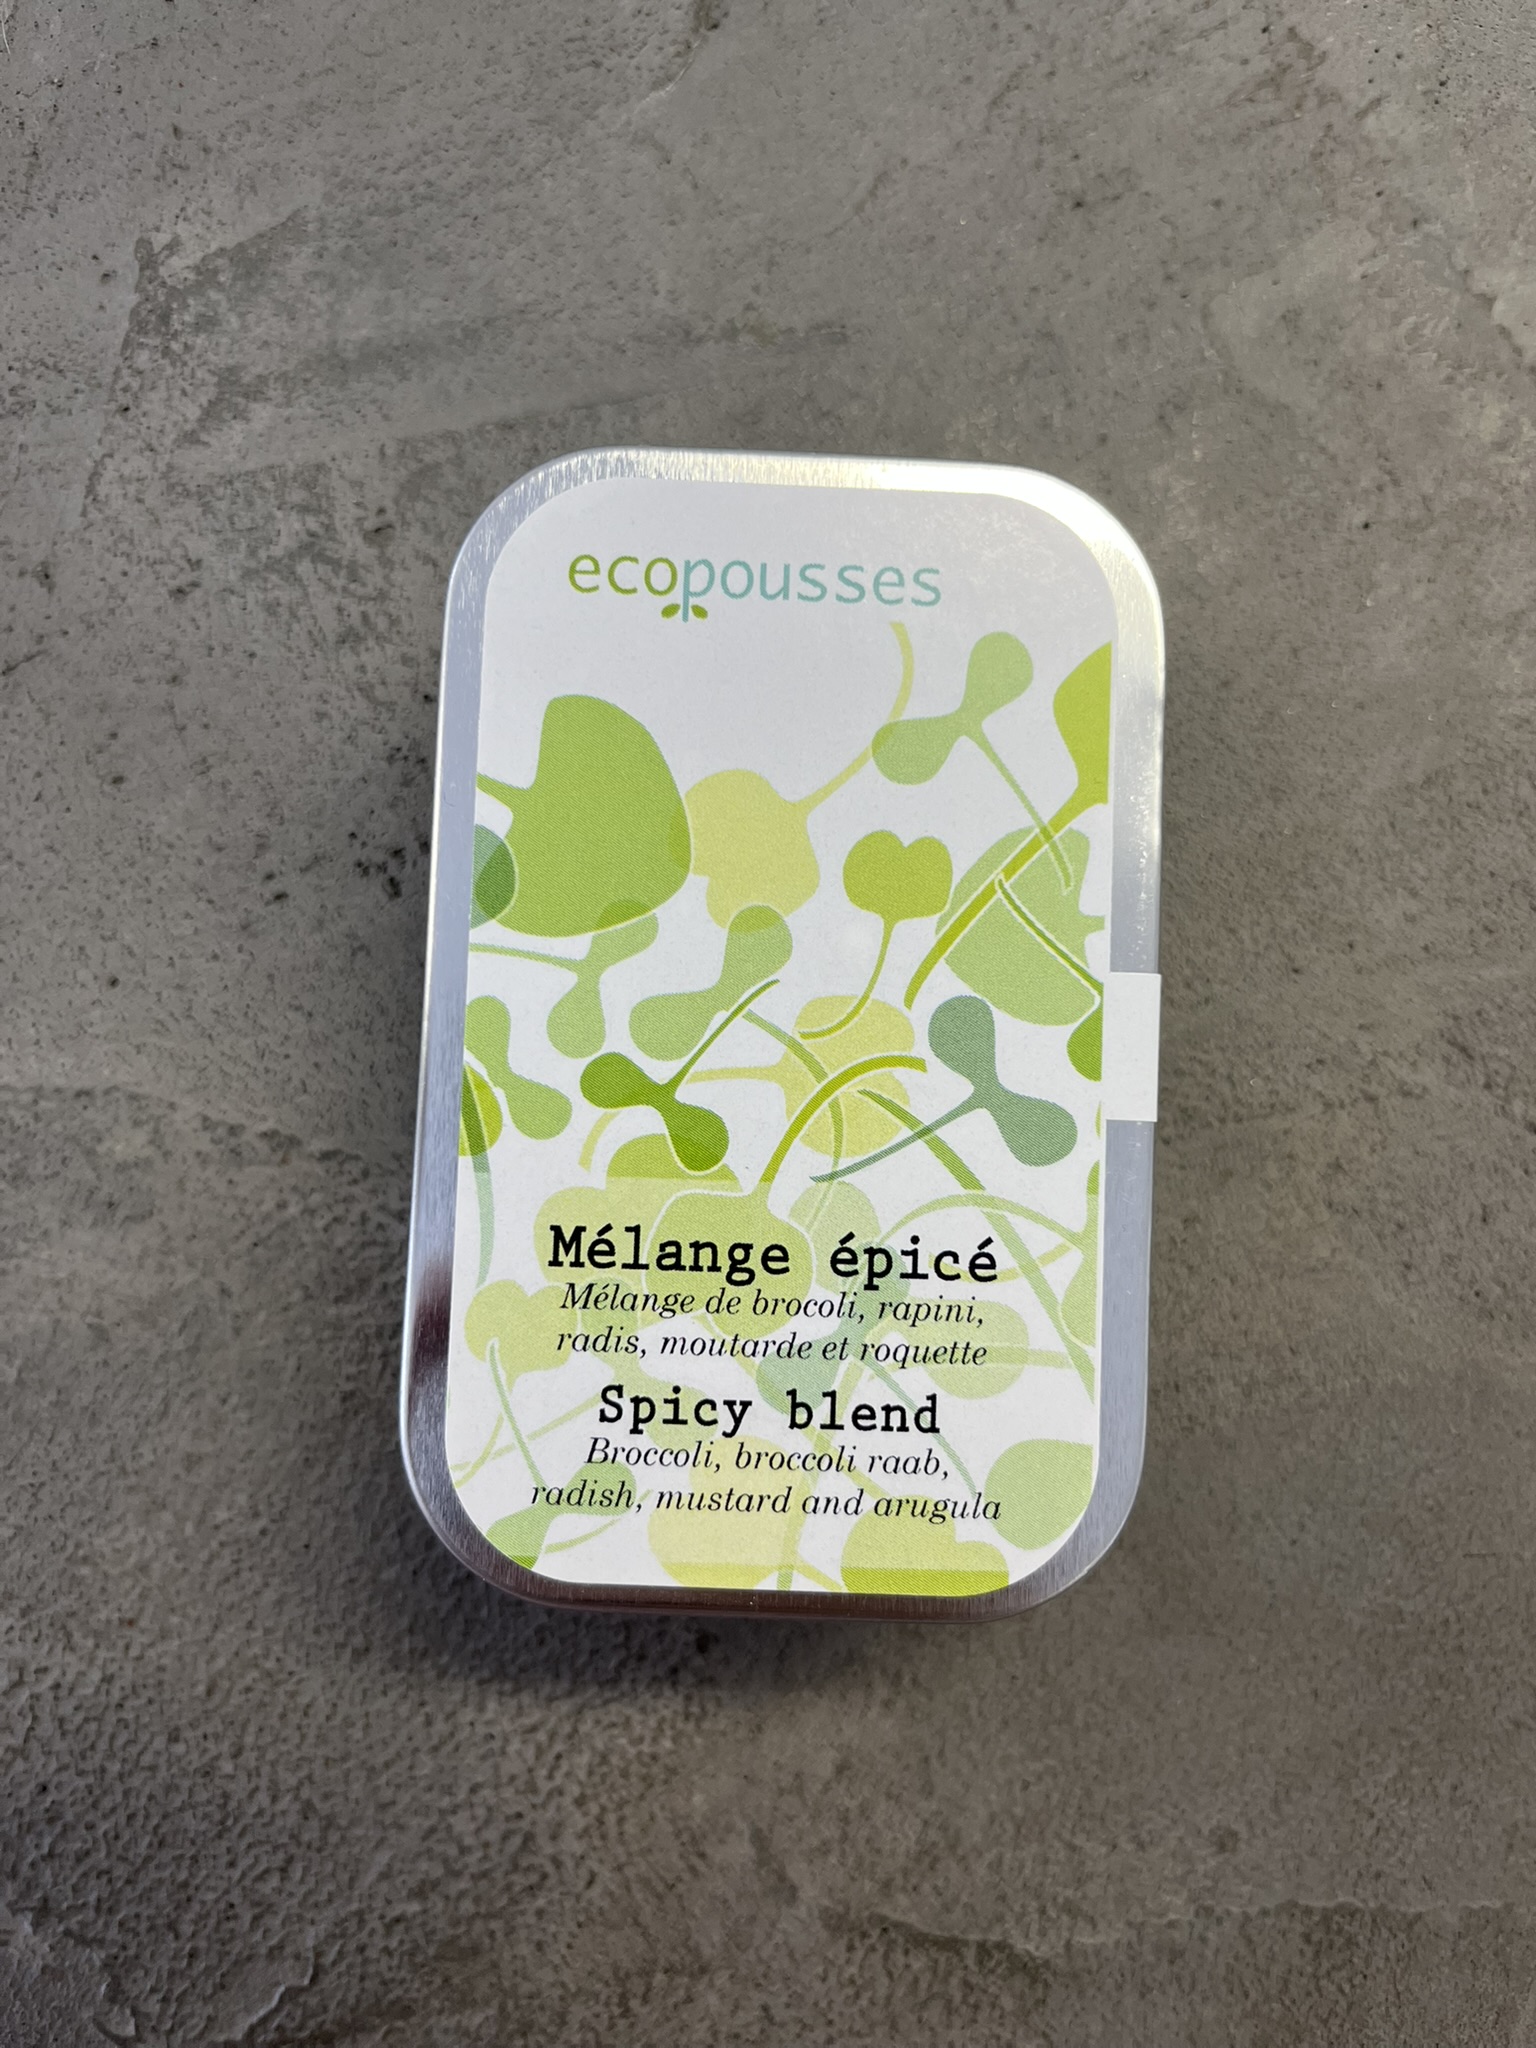 ecopousses
Mélange épicé
Mélange de brocoli, rapini,
radis, moutarde et roquette
Spicy blend
Broccoli, broccoli raab,
radish, mustard and arugula